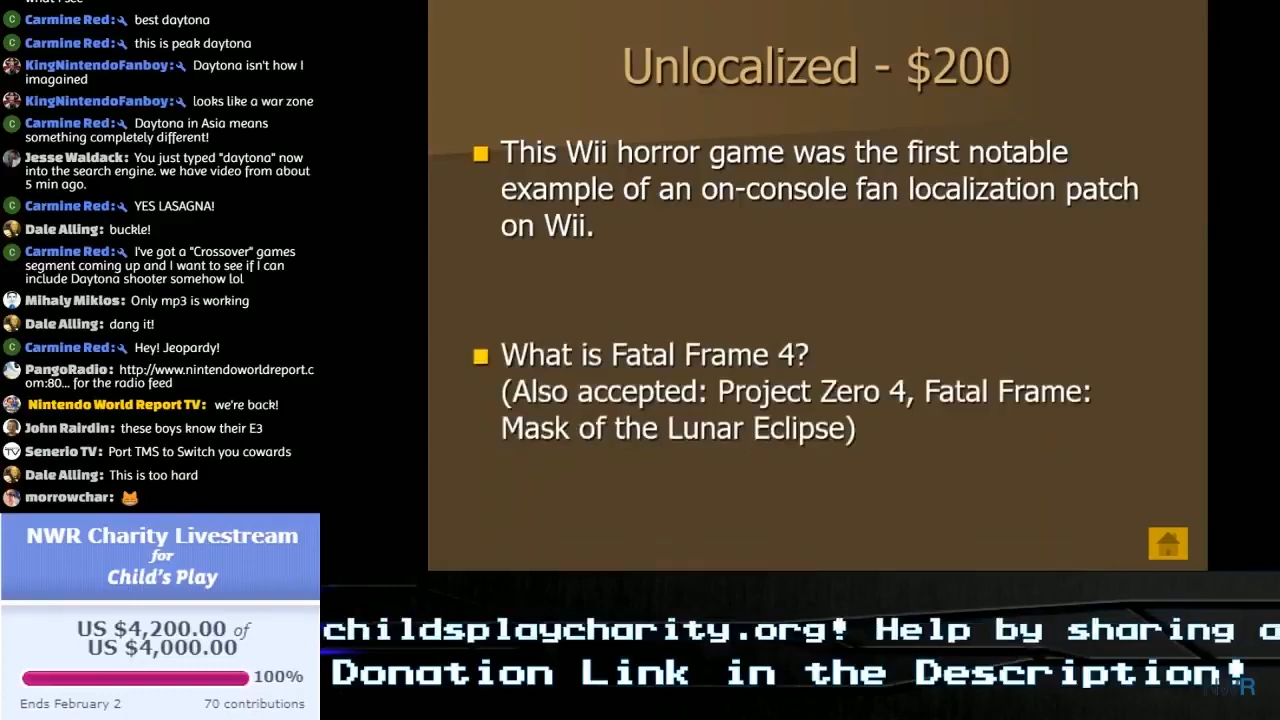 what I see
Carmine Red: best daytona
Carmine Red: this is peak daytona
KingNintendoFanboy: Daytona isn't how I
imagained
KingNintendoFanboy: looks like a war zone
Carmine Red: Daytona in Asia means
something completely different!
Jesse Waldack: You just typed "daytona" now
into the search engine. we have video from about
5 min ago.
Carmine Red: YES LASAGNA!
Dale Alling: buckle!
Carmine Red: I've got a "Crossover" games
segment coming up and I want to see if I can
include Daytona shooter somehow lol
Mihaly Miklos: Only mp3 is working
Dale Alling: dang it!
Carmine Red: Hey! Jeopardy!
PangoRadio: http://www.nintendoworldreport.c
om:80... for the radio feed
Nintendo World Report TV: we're back!
John Rairdin: these boys know their E3
Senerio TV: Port TMS to Switch you cowards
Dale Alling: This is too hard
morrowchar:
NWR Charity Livestream
for
Child's Play
US $4,200.00 of
US $4,000.00
100%
Ends February 2 70 contributions
Unlocalized - $200
This Wii horror game was the first notable
example of an on-console fan localization patch
on Wii.
What is Fatal Frame 4?
(Also accepted: Project Zero 4, Fatal Frame:
Mask of the Lunar Eclipse)
childsplaycharity.org! Help by sharing a
Donation Link in the Description!
NWR